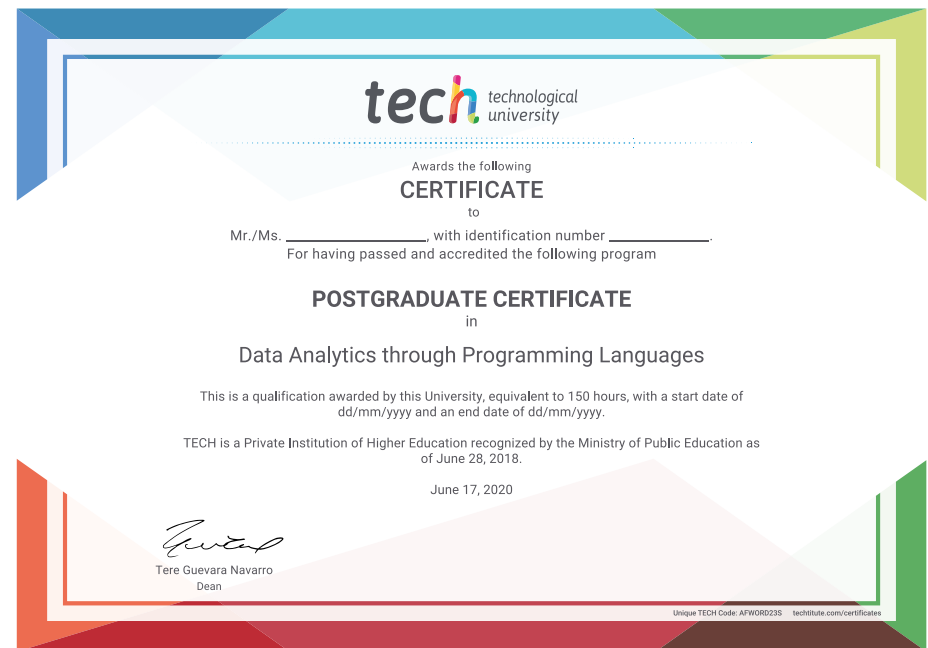 tech technological
university
Awards the following
CERTIFICATE
to
Mr./Ms. ____________________, with identification number ______________.
For having passed and accredited the following program
POSTGRADUATE CERTIFICATE
in
Data Analytics through Programming Languages
This is a qualification awarded by this University, equivalent to 150 hours, with a start date of
dd/mm/yyyy and an end date of dd/mm/yyyy.
TECH is a Private Institution of Higher Education recognized by the Ministry of Public Education as
of June 28, 2018.
June 17, 2020
Tere Guevara Navarro
Dean
Unique TECH Code: AFWORD23S techtitute.com/certificates